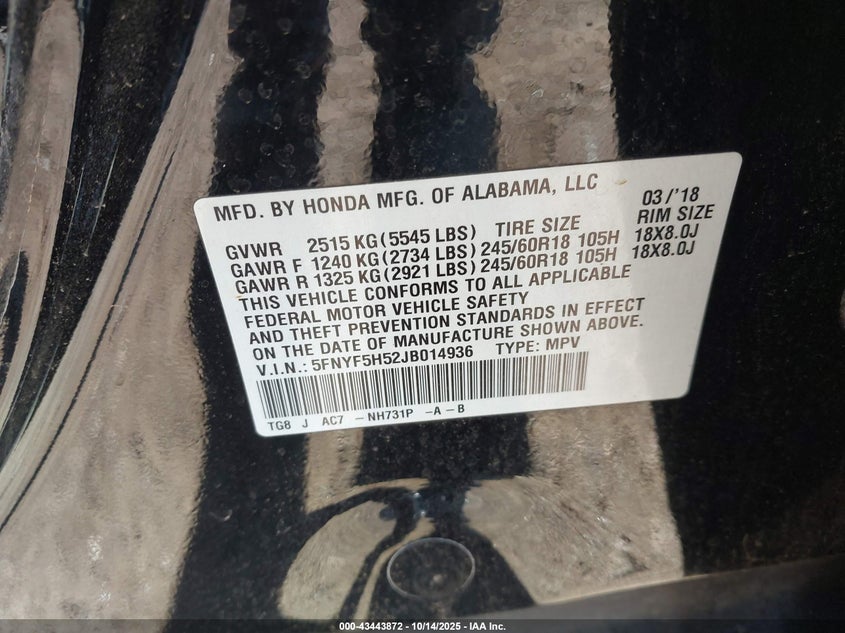 MFD. BY HONDA MFG. OF ALABAMA, LLC 03/'18
GVWR 2515 KG(5545 LBS) TIRE SIZE RIM SIZE
GAWR F 1240 KG(2734 LBS)245/60R18 105H 18X8.0J
GAWR R 1325 KG(2921 LBS)245/60R18 105H 18X8.0J
THIS VEHICLE CONFORMS TO ALL APPLICABLE
FEDERAL MOTOR VEHICLE SAFETY
AND THEFT PREVENTION STANDARDS IN EFFECT
ON THE DATE OF MANUFACTURE SHOWN ABOVE.
V.I.N.: 5FNYF5H52JB014936 TYPE: MPV
TG8 J AC7 -NH731P -A-B
000-43443872 - 10/14/2025 - IAA Inc.